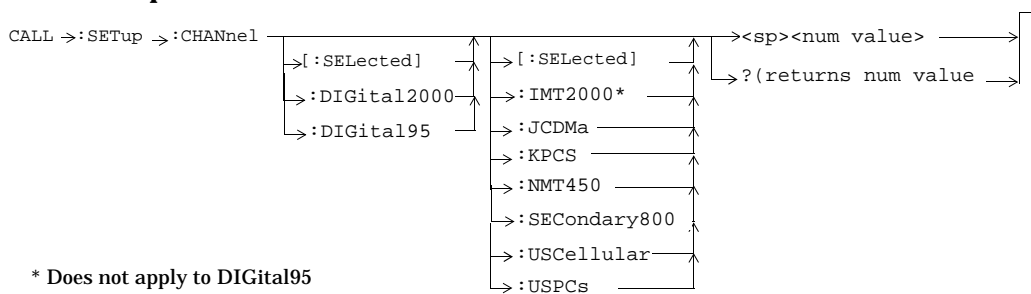 CALL :SETup :CHANnel <sp><num value>
[:SELected] [:SELected] ?(returns num value
:DIGital2000 :IMT2000*
:DIGital95 :JCDMa
:KPCS
:NMT450
:SECondary800
:USCellular
* Does not apply to DIGital95
:USPCs